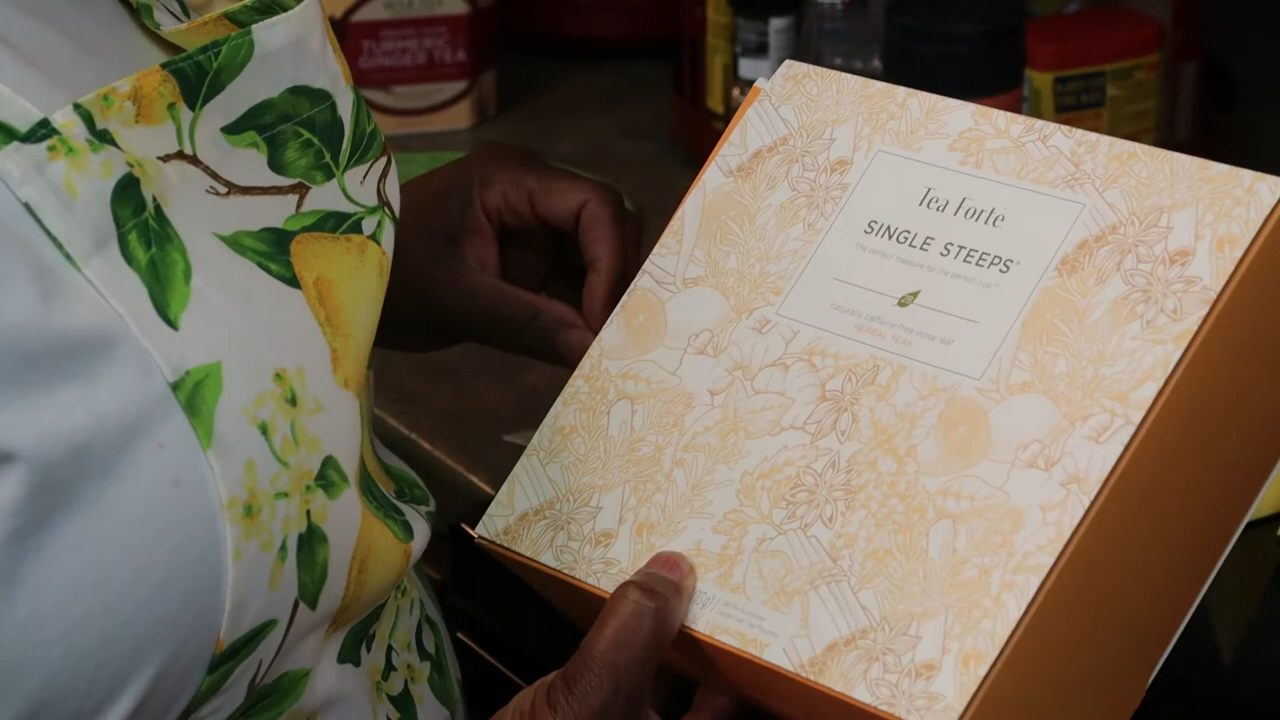 TURMERIC
GINGER TEA
Tea Forté
SINGLE STEEPS®
The perfect measure for the perfect cup.™
naturally caffeine-free loose leaf
HERBAL TEAS